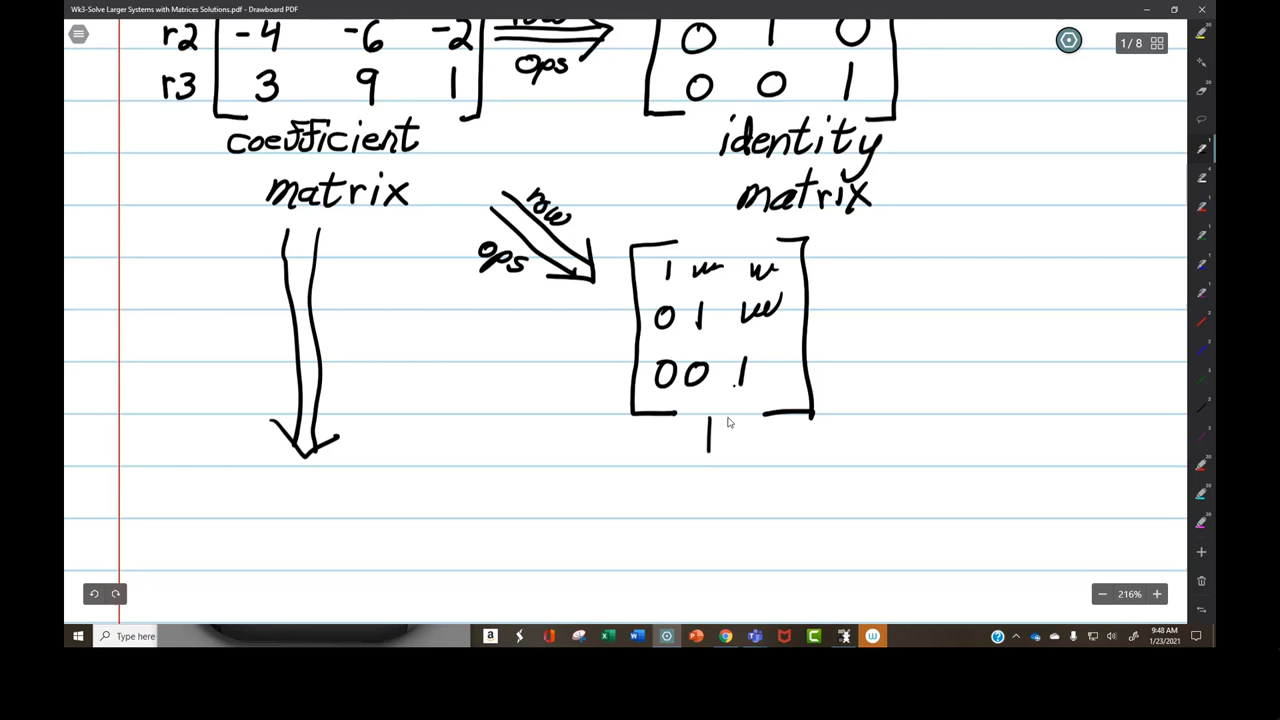 Wk3-Solve Larger Systems with Matrices Solutions.pdf - Drawboard PDF
1 / 8
r2 -4 -6 -2
r3 3 9 1
ops
0 1 0
0 0 1
coefficient
matrix
identity
matrix
row
ops
1 w w
0 1 w
0 0 1
1
216%
Type here
9:48 AM
1/23/2021